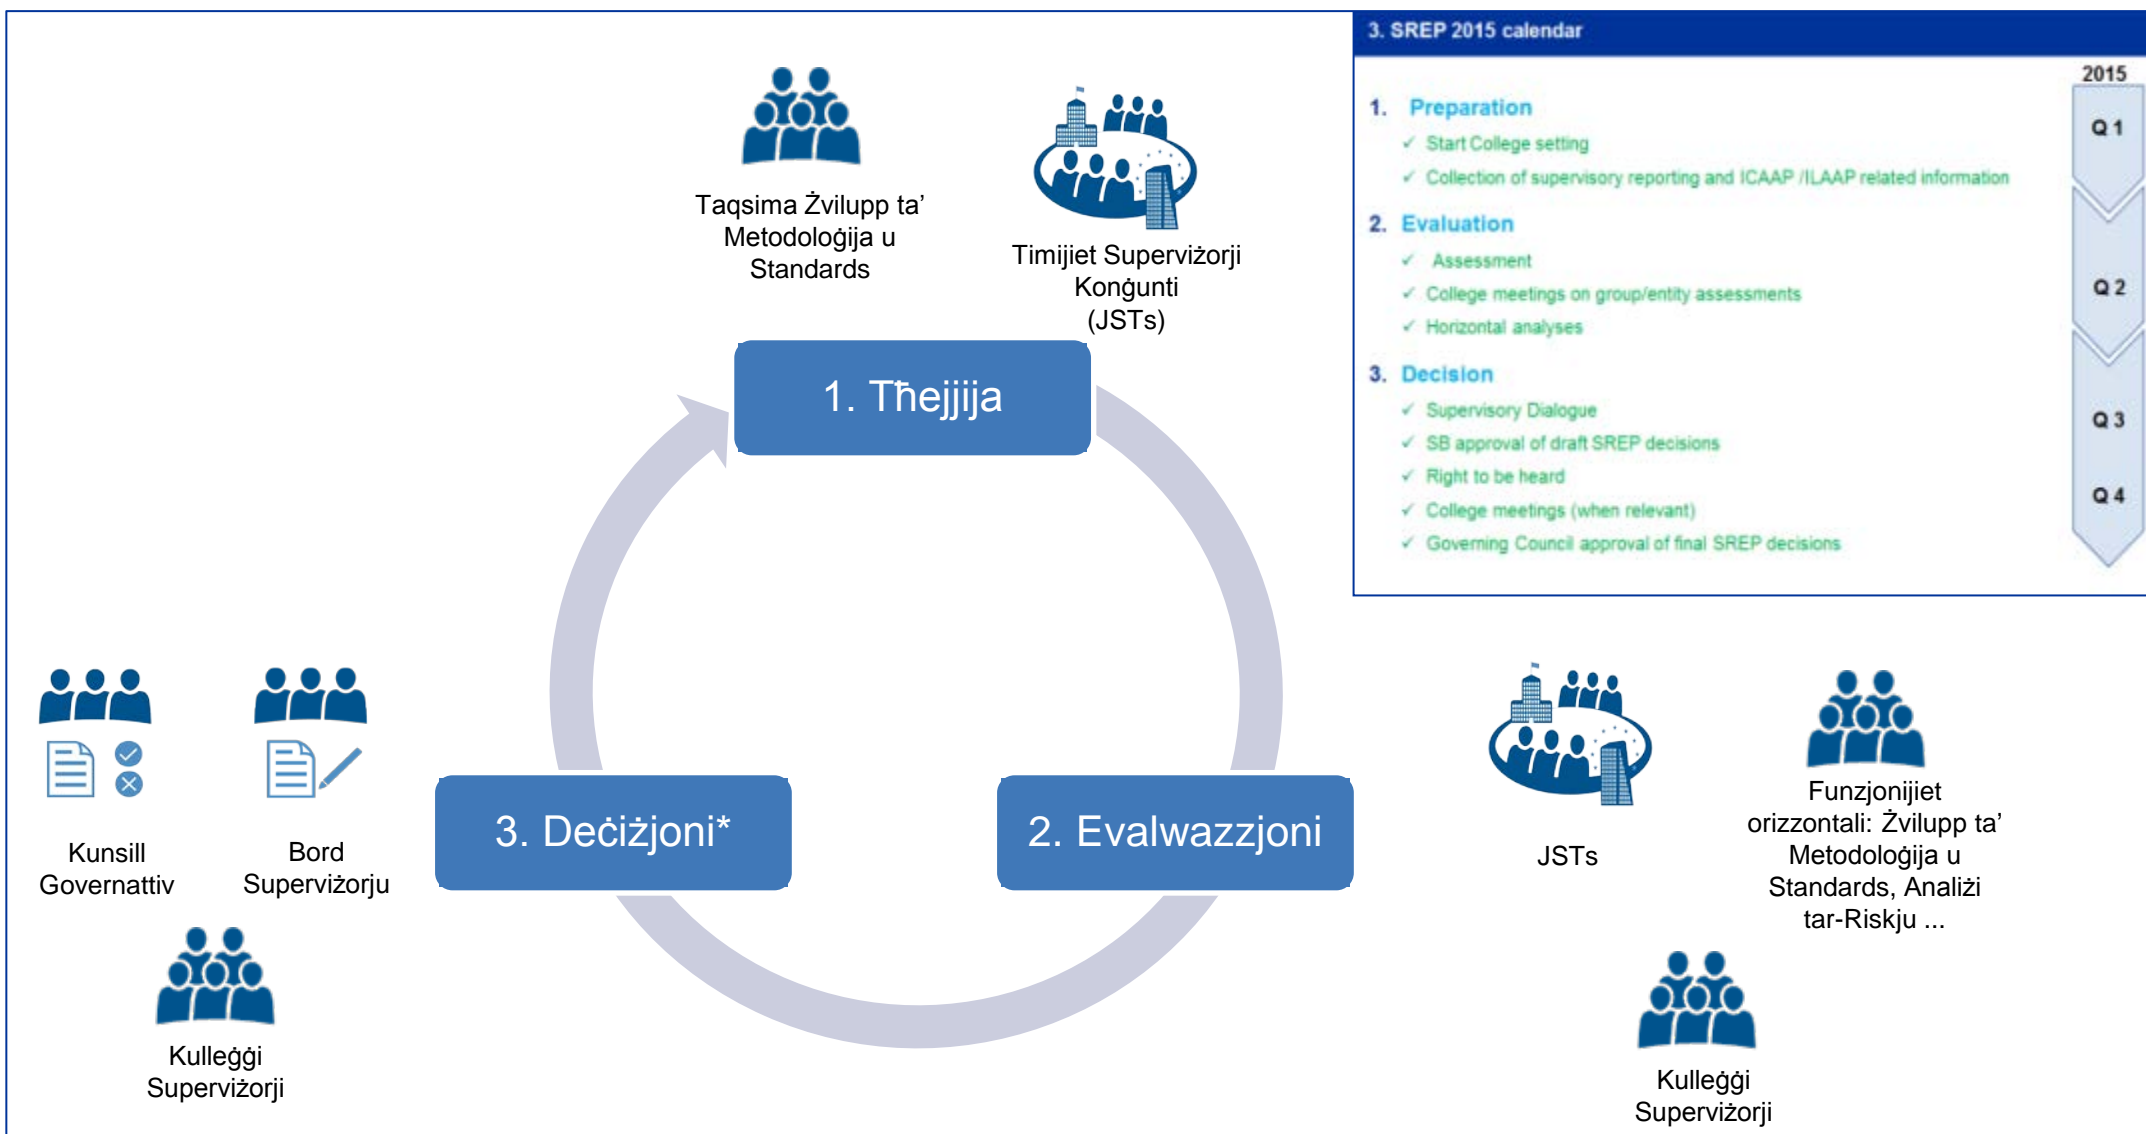 Taqsima Żvilupp ta’
Metodoloġija u
Standards
Timijiet Superviżorji
Konġunti
(JSTs)
1. Tħejjija
3. SREP 2015 calendar
2015
1. Preparation
✓ Start College setting
✓ Collection of supervisory reporting and ICAAP /ILAAP related information
Q 1
2. Evaluation
✓ Assessment
✓ College meetings on group/entity assessments
✓ Horizontal analyses
Q 2
3. Decision
✓ Supervisory Dialogue
✓ SB approval of draft SREP decisions
✓ Right to be heard
✓ College meetings (when relevant)
✓ Governing Council approval of final SREP decisions
Q 3
Q 4
2. Evalwazzjoni
JSTs
Funzjonijiet
orizzontali: Żvilupp ta’
Metodoloġija u
Standards, Analiżi
tar-Riskju ...
Kulleġġi
Superviżorji
3. Deċiżjoni*
Kunsill
Governattiv
Bord
Superviżorju
Kulleġġi
Superviżorji